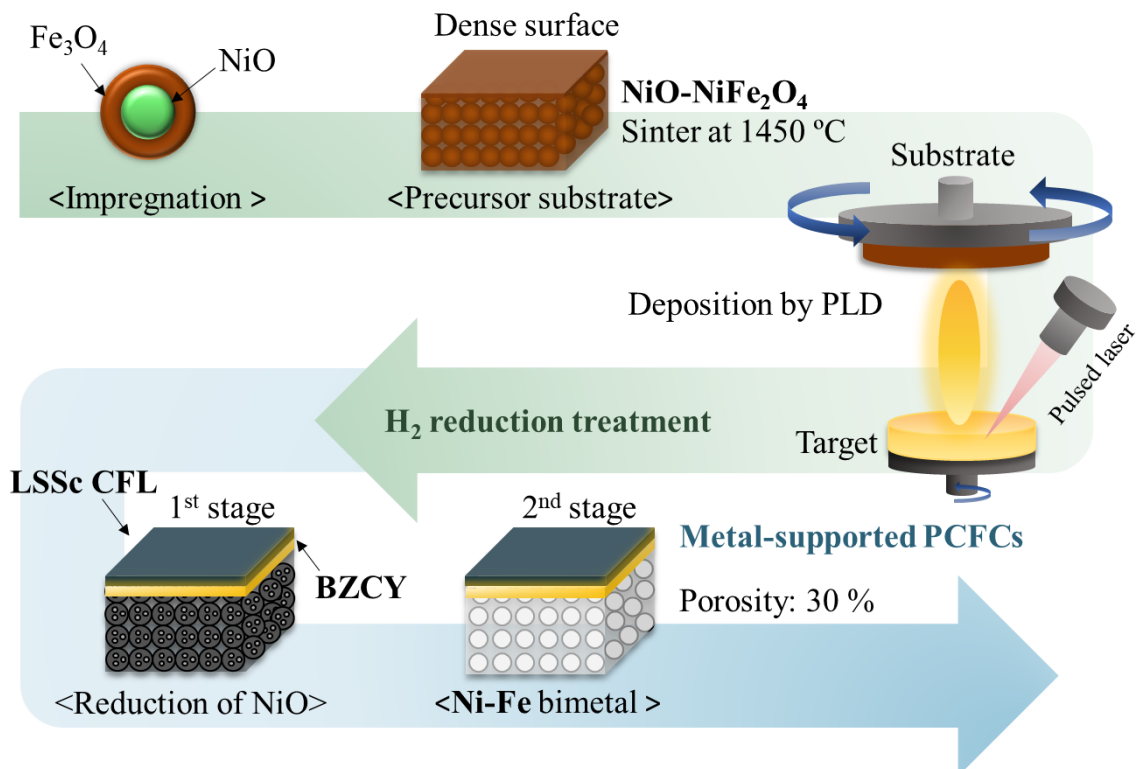 Fe₃O₄
NiO
<Impregnation >
Dense surface
NiO-NiFe₂O₄
Sinter at 1450 ºC
<Precursor substrate>
Substrate
Deposition by PLD
Pulsed laser
Target
H₂ reduction treatment
LSSc CFL
1st stage
BZCY
<Reduction of NiO>
2nd stage
<Ni-Fe bimetal >
Metal-supported PCFCs
Porosity: 30 %